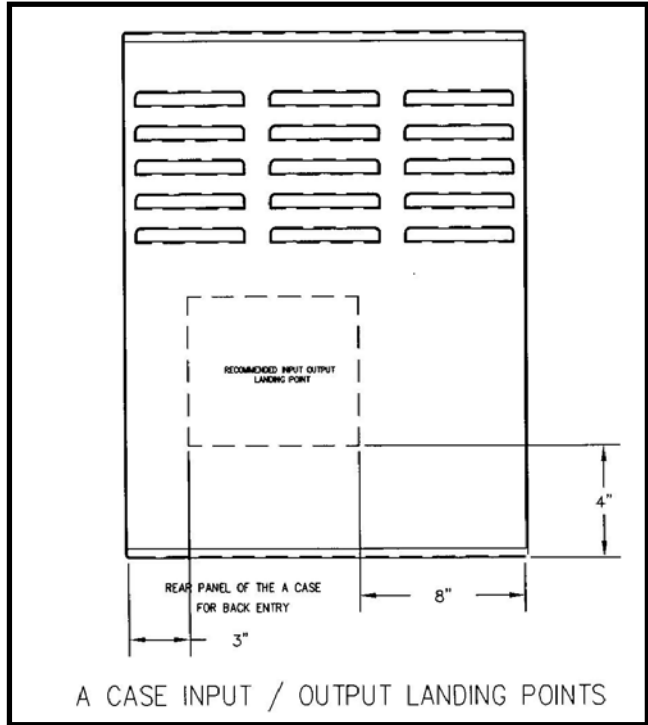 RECOMMENDED INPUT OUTPUT
LANDING POINT
4"
REAR PANEL OF THE A CASE
FOR BACK ENTRY
8"
3"
A CASE INPUT / OUTPUT LANDING POINTS